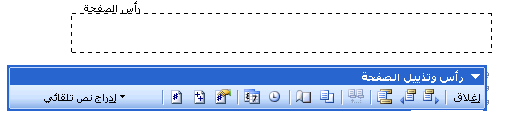 رأس الصفحة
رأس وتذييل الصفحة
إغلاق إدراج نص تلقائي